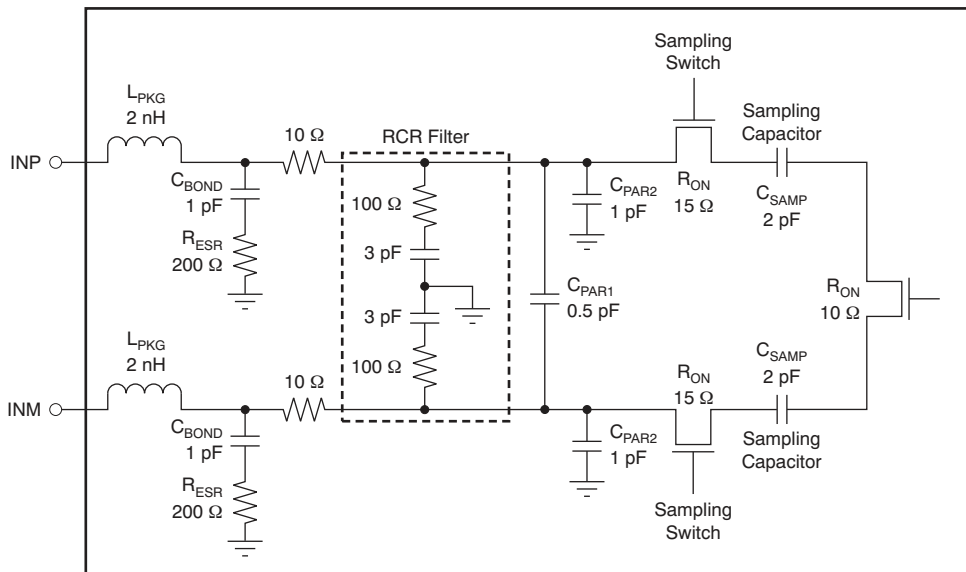 Sampling
Switch
L_PKG
2 nH
10 Ω
RCR Filter
Sampling
Capacitor
INP
C_BOND
1 pF
100 Ω
C_PAR2
1 pF
R_ON
15 Ω
C_SAMP
2 pF
R_ESR
200 Ω
3 pF
C_PAR1
0.5 pF
R_ON
10 Ω
3 pF
L_PKG
2 nH
10 Ω
100 Ω
R_ON
15 Ω
C_SAMP
2 pF
INM
C_BOND
1 pF
C_PAR2
1 pF
Sampling
Capacitor
R_ESR
200 Ω
Sampling
Switch